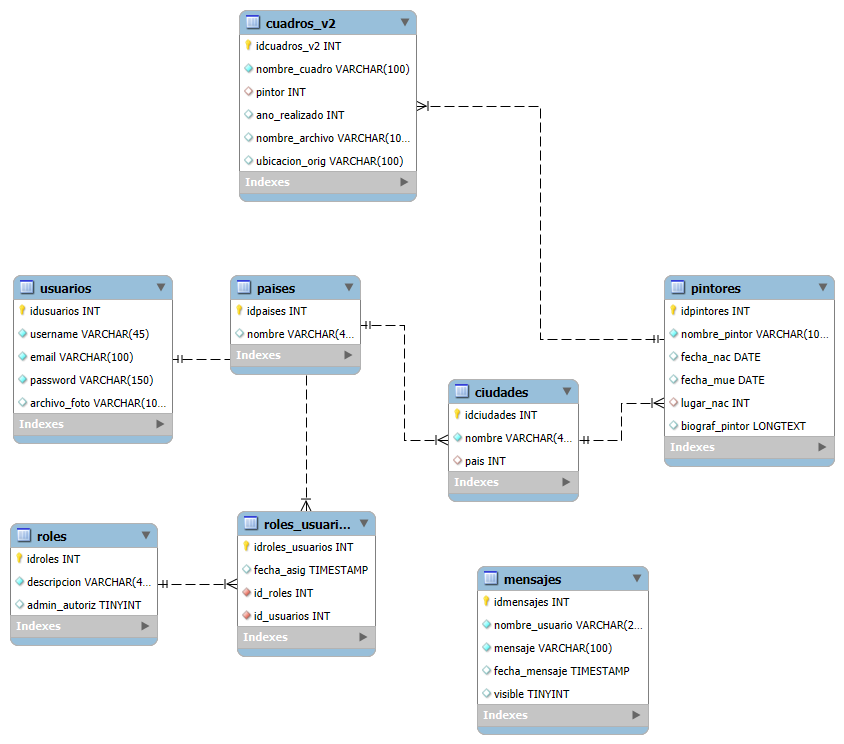 cuadros_v2
idcuadros_v2 INT
nombre_cuadro VARCHAR(100)
pintor INT
ano_realizado INT
nombre_archivo VARCHAR(10...
ubicacion_orig VARCHAR(100)
Indexes
usuarios
idusuarios INT
username VARCHAR(45)
email VARCHAR(100)
password VARCHAR(150)
archivo_foto VARCHAR(10...
Indexes
paises
idpaises INT
nombre VARCHAR(4...
Indexes
pintores
idpintores INT
nombre_pintor VARCHAR(10...
fecha_nac DATE
fecha_mue DATE
lugar_nac INT
biograf_pintor LONGTEXT
Indexes
ciudades
idciudades INT
nombre VARCHAR(4...
pais INT
Indexes
roles
idroles INT
descripcion VARCHAR(4...
admin_autoriz TINYINT
Indexes
roles_usuari...
idroles_usuarios INT
fecha_asig TIMESTAMP
id_roles INT
id_usuarios INT
Indexes
mensajes
idmensajes INT
nombre_usuario VARCHAR(2...
mensaje VARCHAR(100)
fecha_mensaje TIMESTAMP
visible TINYINT
Indexes